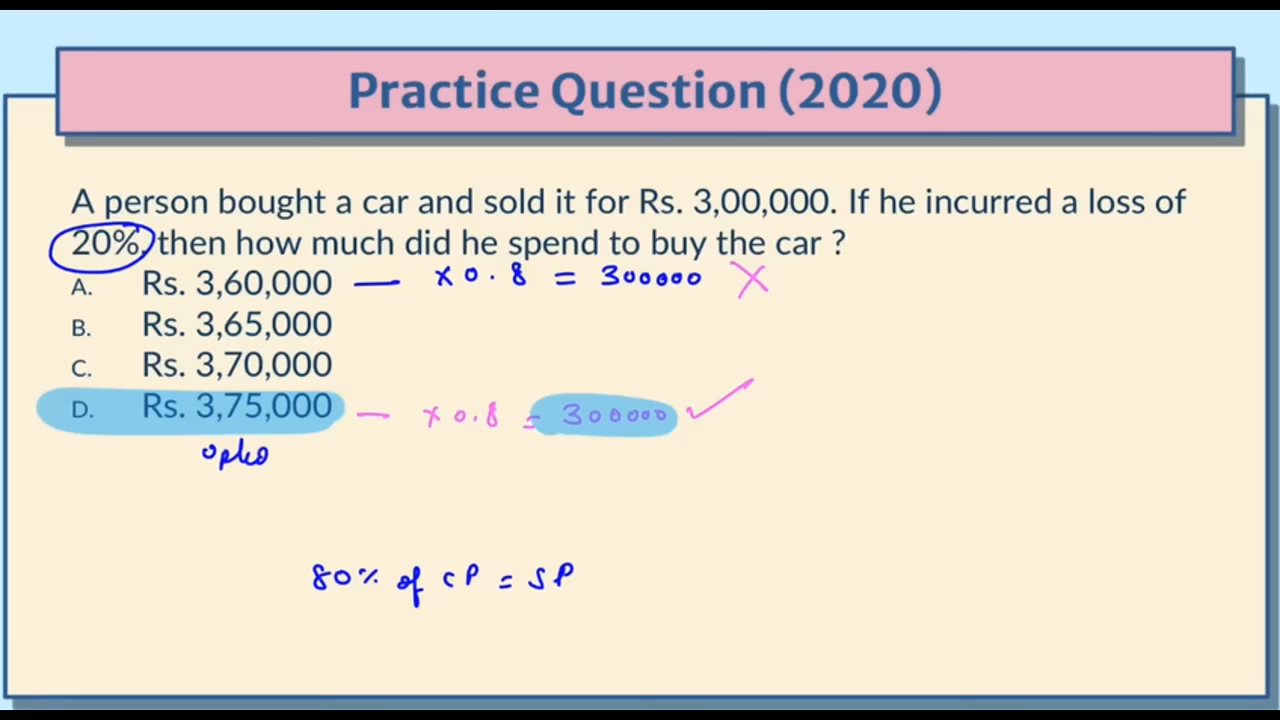 Practice Question (2020)
A person bought a car and sold it for Rs. 3,00,000. If he incurred a loss of
20%, then how much did he spend to buy the car ?
A. Rs. 3,60,000 — x 0.8 = 300000 X
B. Rs. 3,65,000
C. Rs. 3,70,000
D. Rs. 3,75,000 — x 0.8 = 300000 ✓
80% of CP = SP